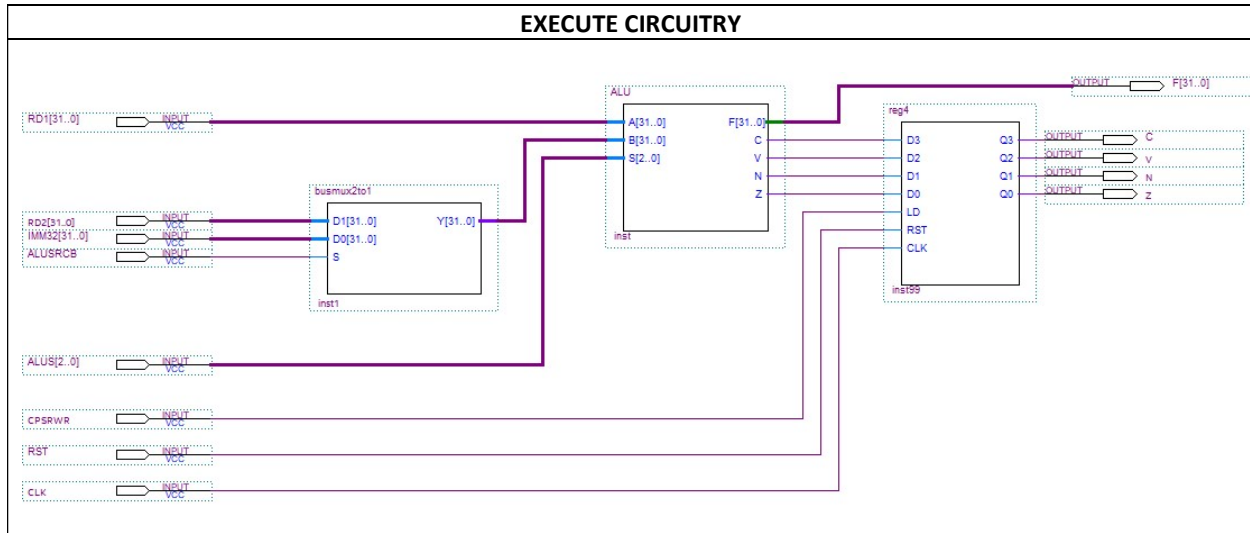 EXECUTE CIRCUITRY
OUTPUT F[31..0]
ALU
reg4
RD1[31..0] INPUT VCC
A[31..0] F[31..0]
B[31..0] C
S[2..0] V
N
Z
D3 Q3
D2 Q2
D1 Q1
D0 Q0
LD
RST
CLK
OUTPUT C
OUTPUT V
OUTPUT N
OUTPUT Z
inst
inst99
busmux2to1
RD2[31..0] INPUT VCC
IMM32[31..0] INPUT VCC
ALUSRCB INPUT VCC
D1[31..0] Y[31..0]
D0[31..0]
S
inst1
ALUS[2..0] INPUT VCC
CPSRWR INPUT VCC
RST INPUT VCC
CLK INPUT VCC